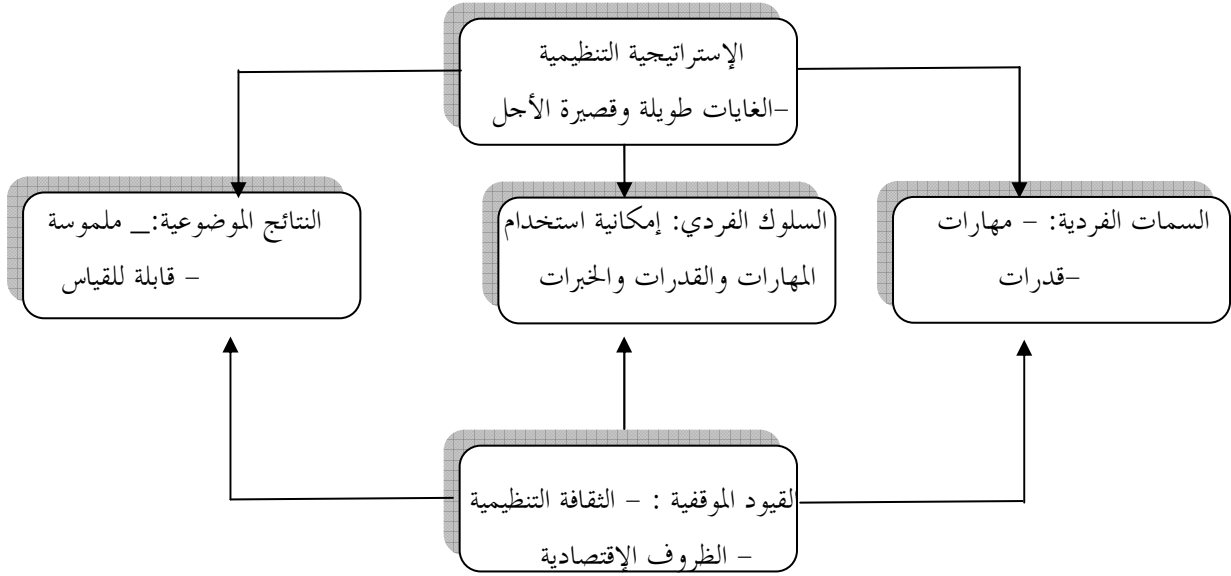 الإستراتيجية التنظيمية
–الغايات طويلة وقصيرة الأجل
السمات الفردية: – مهارات
–قدرات
السلوك الفردي: إمكانية استخدام
المهارات والقدرات والخبرات
النتائج الموضوعية:_ ملموسة
– قابلة للقياس
القيود الموقفية : – الثقافة التنظيمية
– الظروف الإقتصادية